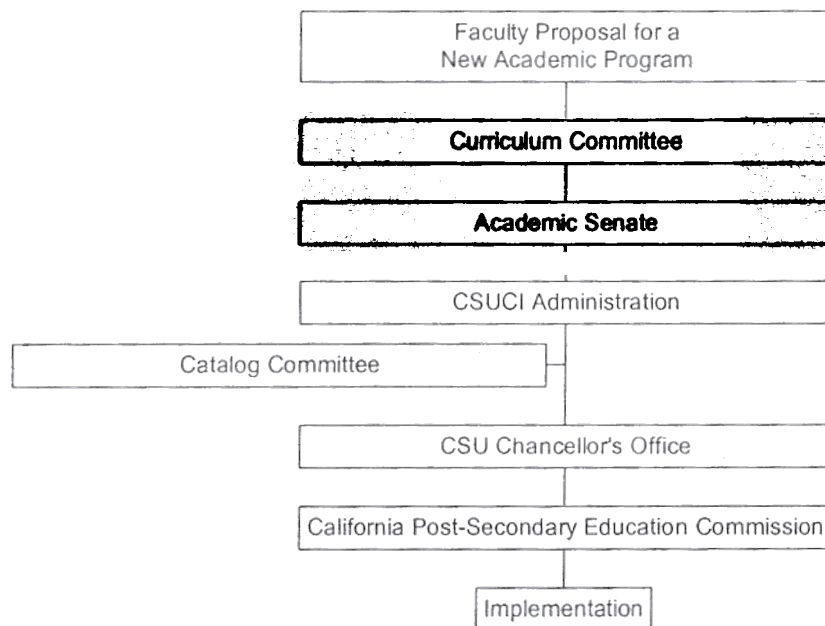 Faculty Proposal for a
New Academic Program
Curriculum Committee
Academic Senate
CSUCI Administration
Catalog Committee
CSU Chancellor's Office
California Post-Secondary Education Commission
Implementation